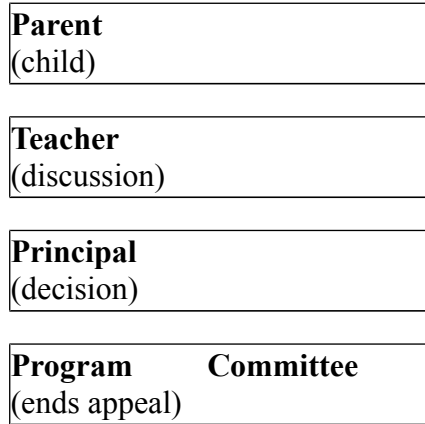 Parent
(child)
Teacher
(discussion)
Principal
(decision)
Program Committee
(ends appeal)